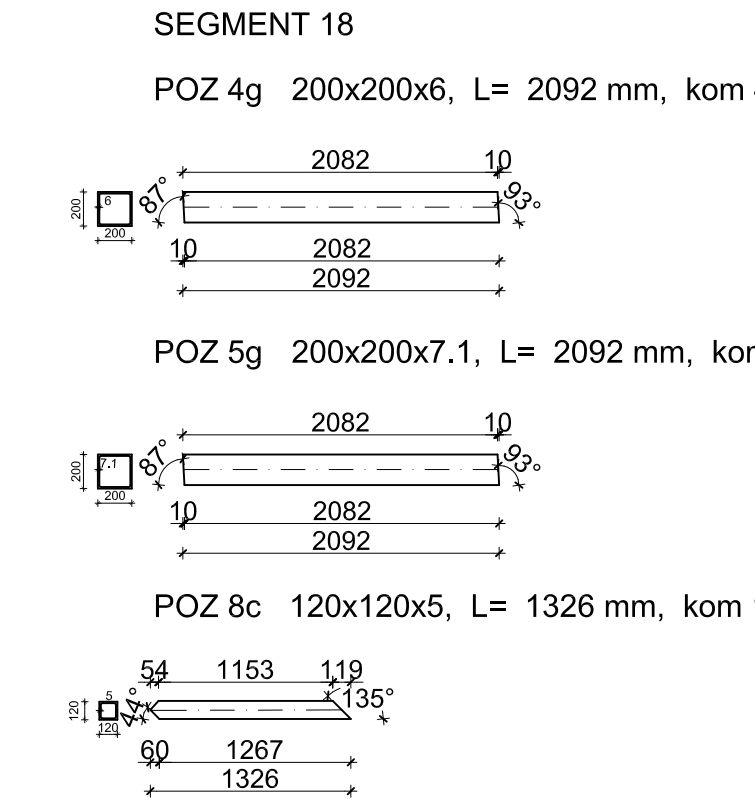 SEGMENT 18
POZ 4g 200x200x6, L= 2092 mm, kom
2082 10
200 6 87° 93°
200
10 2082
2092
POZ 5g 200x200x7.1, L= 2092 mm,
2082 10
200 7.1 87° 93°
200
10 2082
2092
POZ 8c 120x120x5, L= 1326 mm, kom
54 1153 119
120 5 44° 135°
120
60 1267
1326